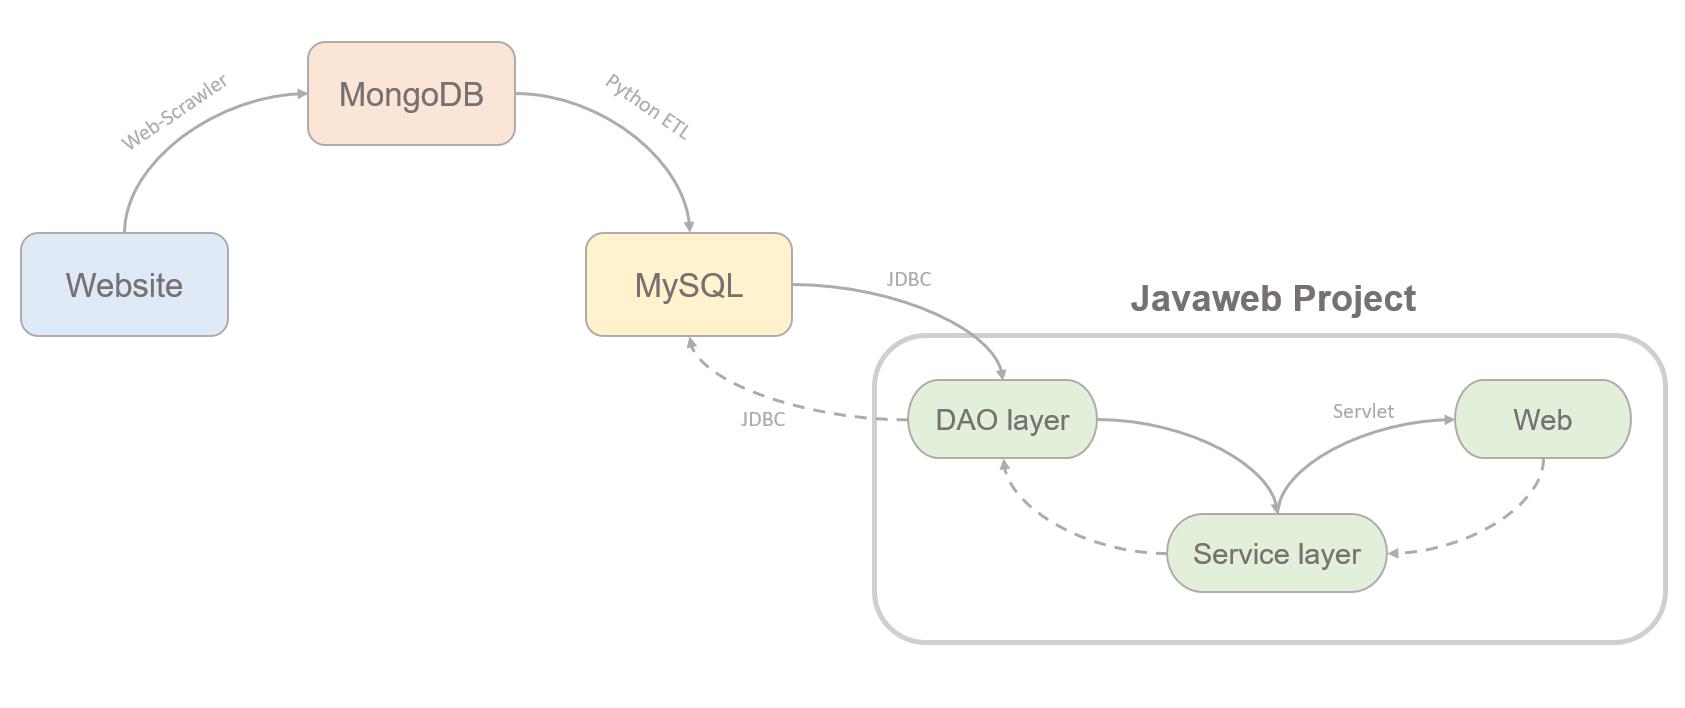 Web-Scrawler
MongoDB
Python ETL
Website
MySQL
JDBC
Javaweb Project
JDBC
DAO layer
Servlet
Web
Service layer